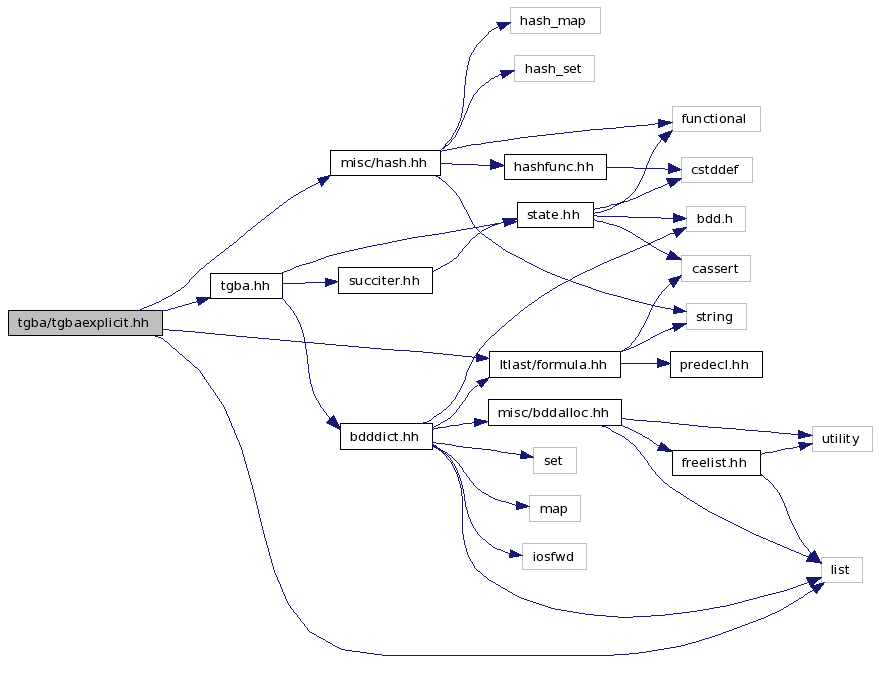 hash_map
hash_set
functional
misc/hash.hh
hashfunc.hh
cstddef
state.hh
bdd.h
cassert
tgba.hh
succiter.hh
string
tgba/tgbaexplicit.hh
ltlast/formula.hh
predecl.hh
misc/bddalloc.hh
bdddict.hh
utility
set
freelist.hh
map
iosfwd
list